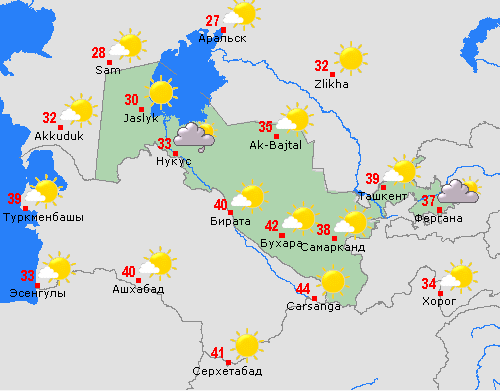 27
Аральск
28
Sam
32
Zlikha
30
Jaslyk
32
Akkuduk
35
Ak-Bajtal
33
Нукус
39
Ташкент
39
Туркменбашы
40
Бирата
37
Фергана
42
Бухара
38
Самарканд
33
Эсенгулы
40
Ашхабад
44
Carsanga
34
Хорог
41
Серхетабад